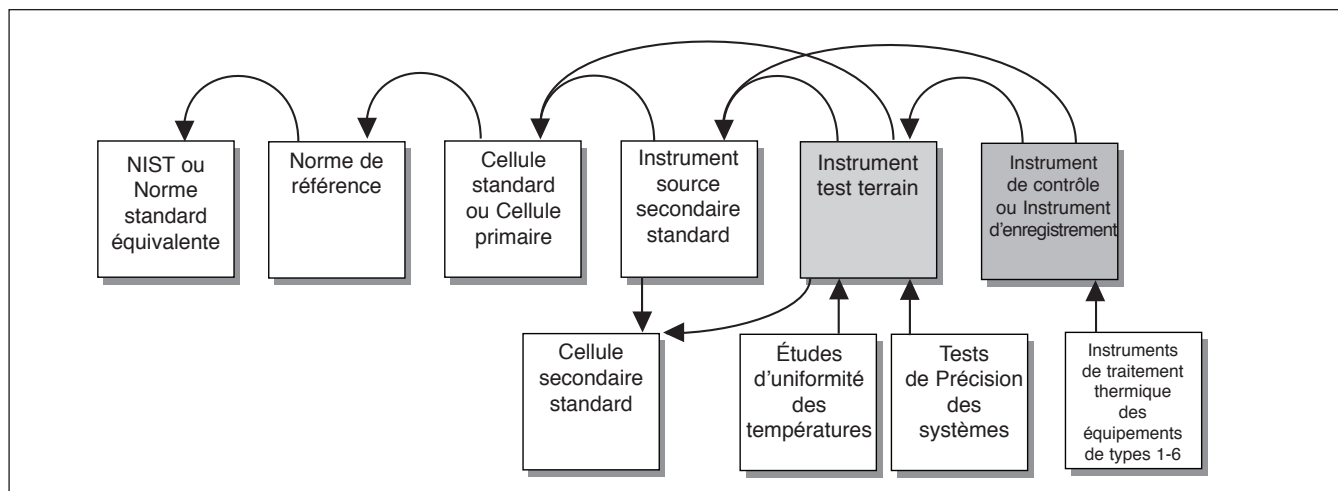 NIST ou
Norme
standard
équivalente
Norme de
référence
Cellule
standard
ou Cellule
primaire
Instrument
source
secondaire
standard
Instrument
test terrain
Instrument
de contrôle
ou Instrument
d’enregistrement
Cellule
secondaire
standard
Études
d’uniformité
des
températures
Tests
de Précision
des
systèmes
Instruments
de traitement
thermique
des
équipements
de types 1-6